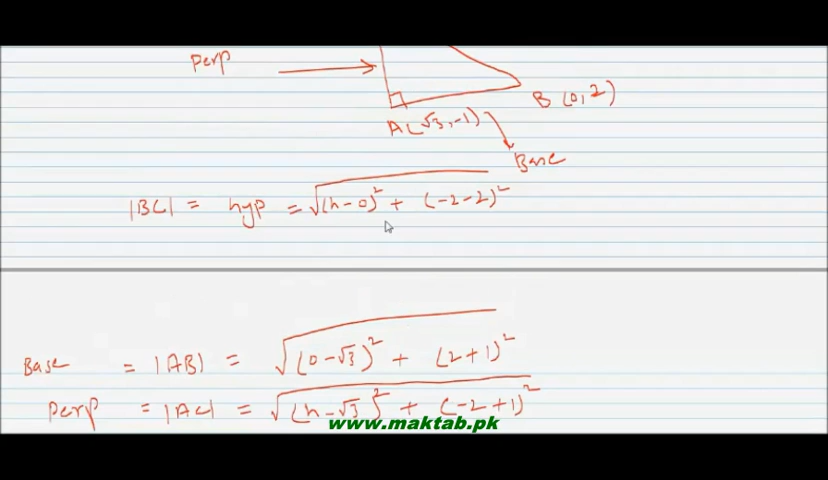 Perp
B (0, 2)
A(√3, -1)
Base
|BC| = hyp = √(h-0)² + (-2-2)²
Base = |AB| = √(0-√3)² + (2+1)²
Perp = |AC| = √(h-√3)² + (-2+1)²
www.maktab.pk